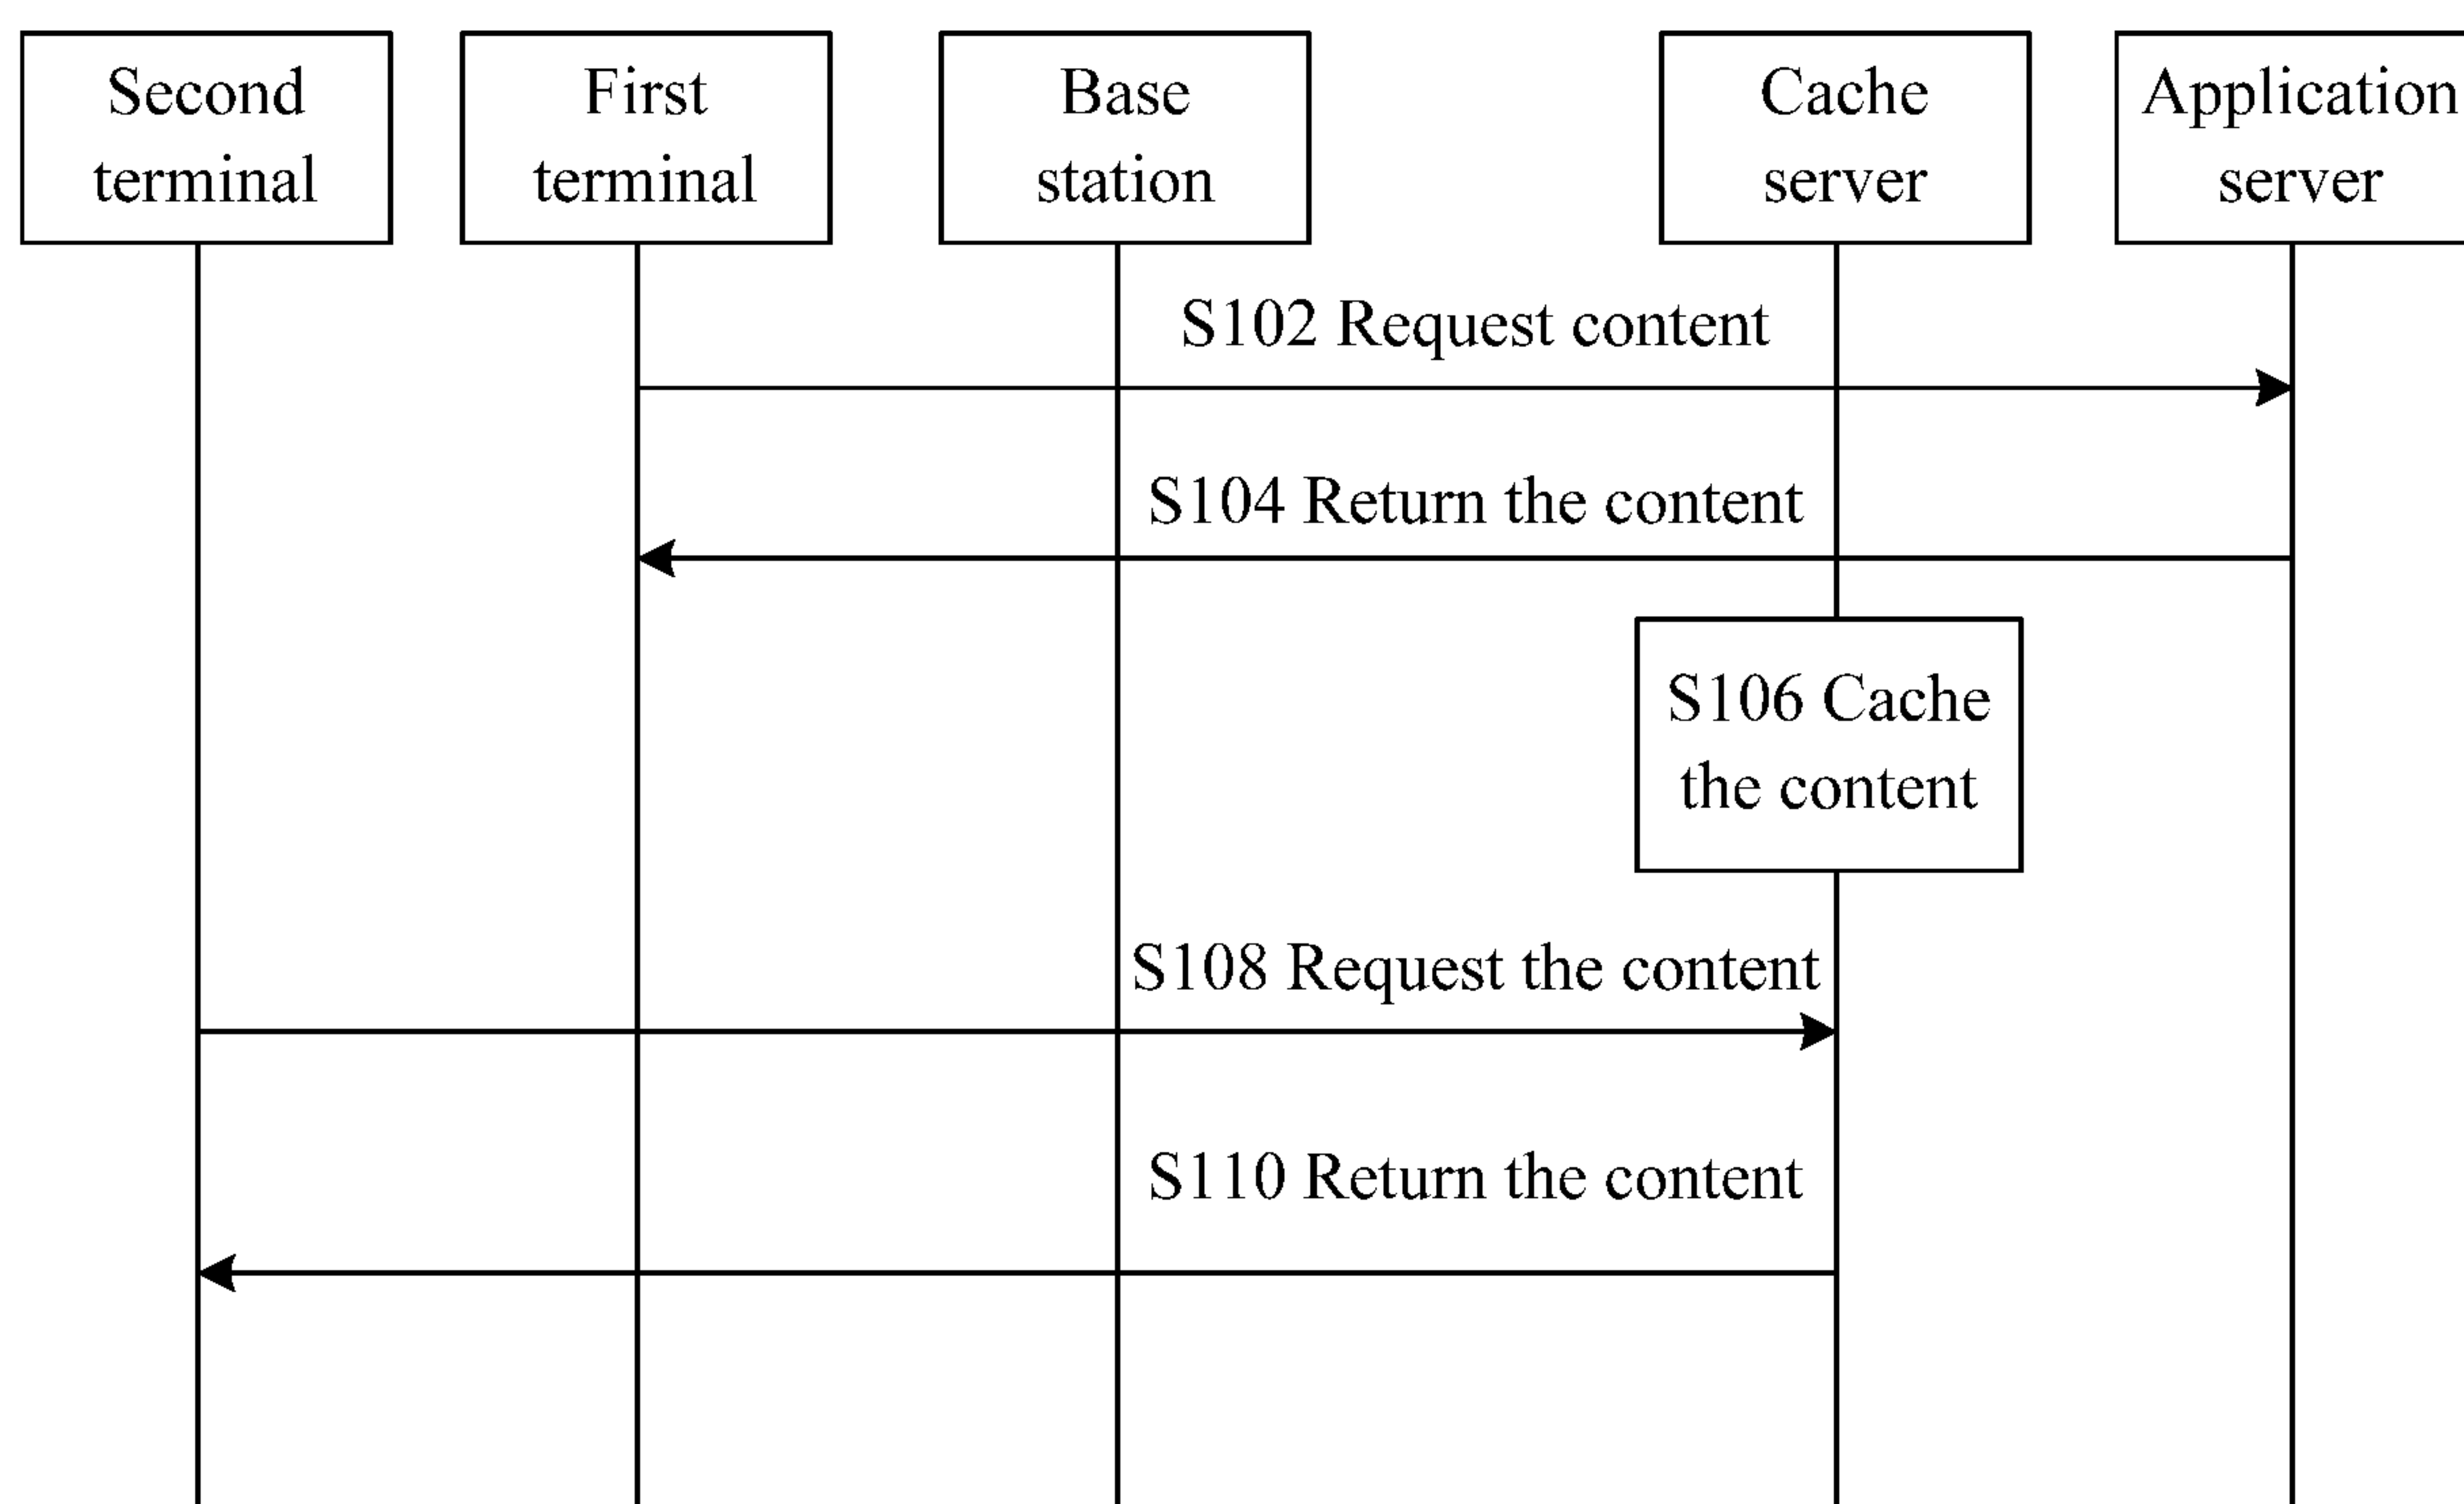 Second
terminal
First
terminal
Base
station
Cache
server
Application
server
S102 Request content
S104 Return the content
S106 Cache
the content
S108 Request the content
S110 Return the content